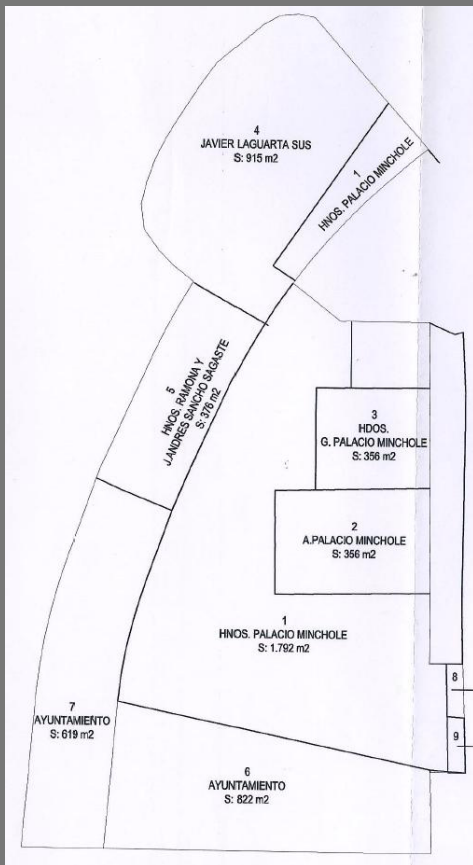 4
JAVIER LAGUARTA SUS
S: 915 m2
1
HNOS. PALACIO MINCHOLE
5
HNOS. RAMONA Y
J.ANDRES SANCHO SAGASTE
S: 376 m2
3
HDOS.
G. PALACIO MINCHOLE
S: 356 m2
2
A.PALACIO MINCHOLE
S: 356 m2
1
HNOS. PALACIO MINCHOLE
S: 1.792 m2
8
9
7
AYUNTAMIENTO
S: 619 m2
6
AYUNTAMIENTO
S: 822 m2